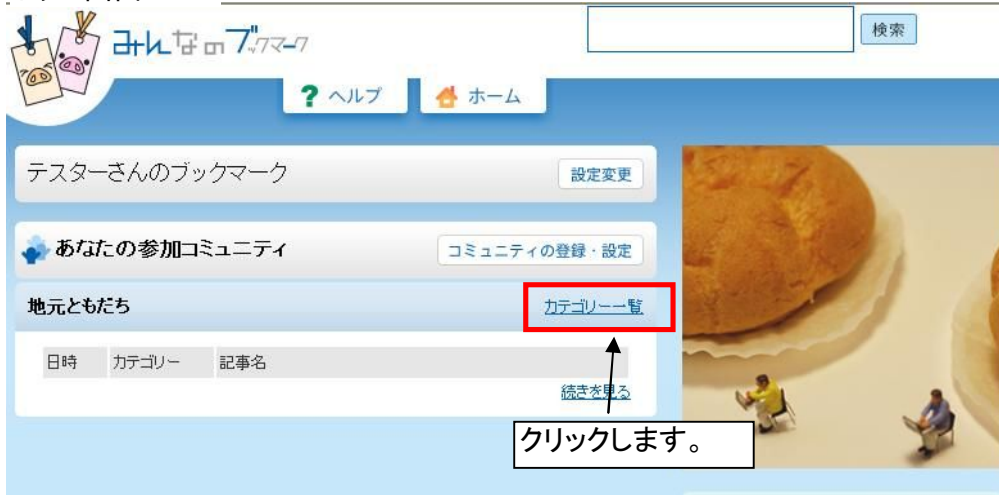 みんなのブックマーク
検索
? ヘルプ
ホーム
テスターさんのブックマーク
設定変更
あなたの参加コミュニティ
コミュニティの登録・設定
地元ともだち
カテゴリー一覧
日時 カテゴリー 記事名
続きを見る
クリックします。